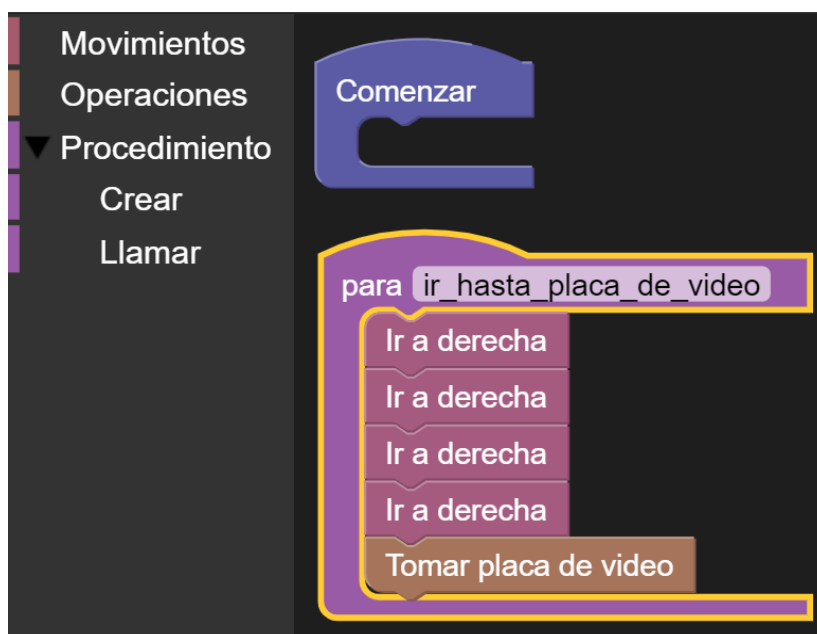 Movimientos
Operaciones
Procedimiento
Crear
Llamar
Comenzar
para ir_hasta_placa_de_video
Ir a derecha
Ir a derecha
Ir a derecha
Ir a derecha
Tomar placa de video